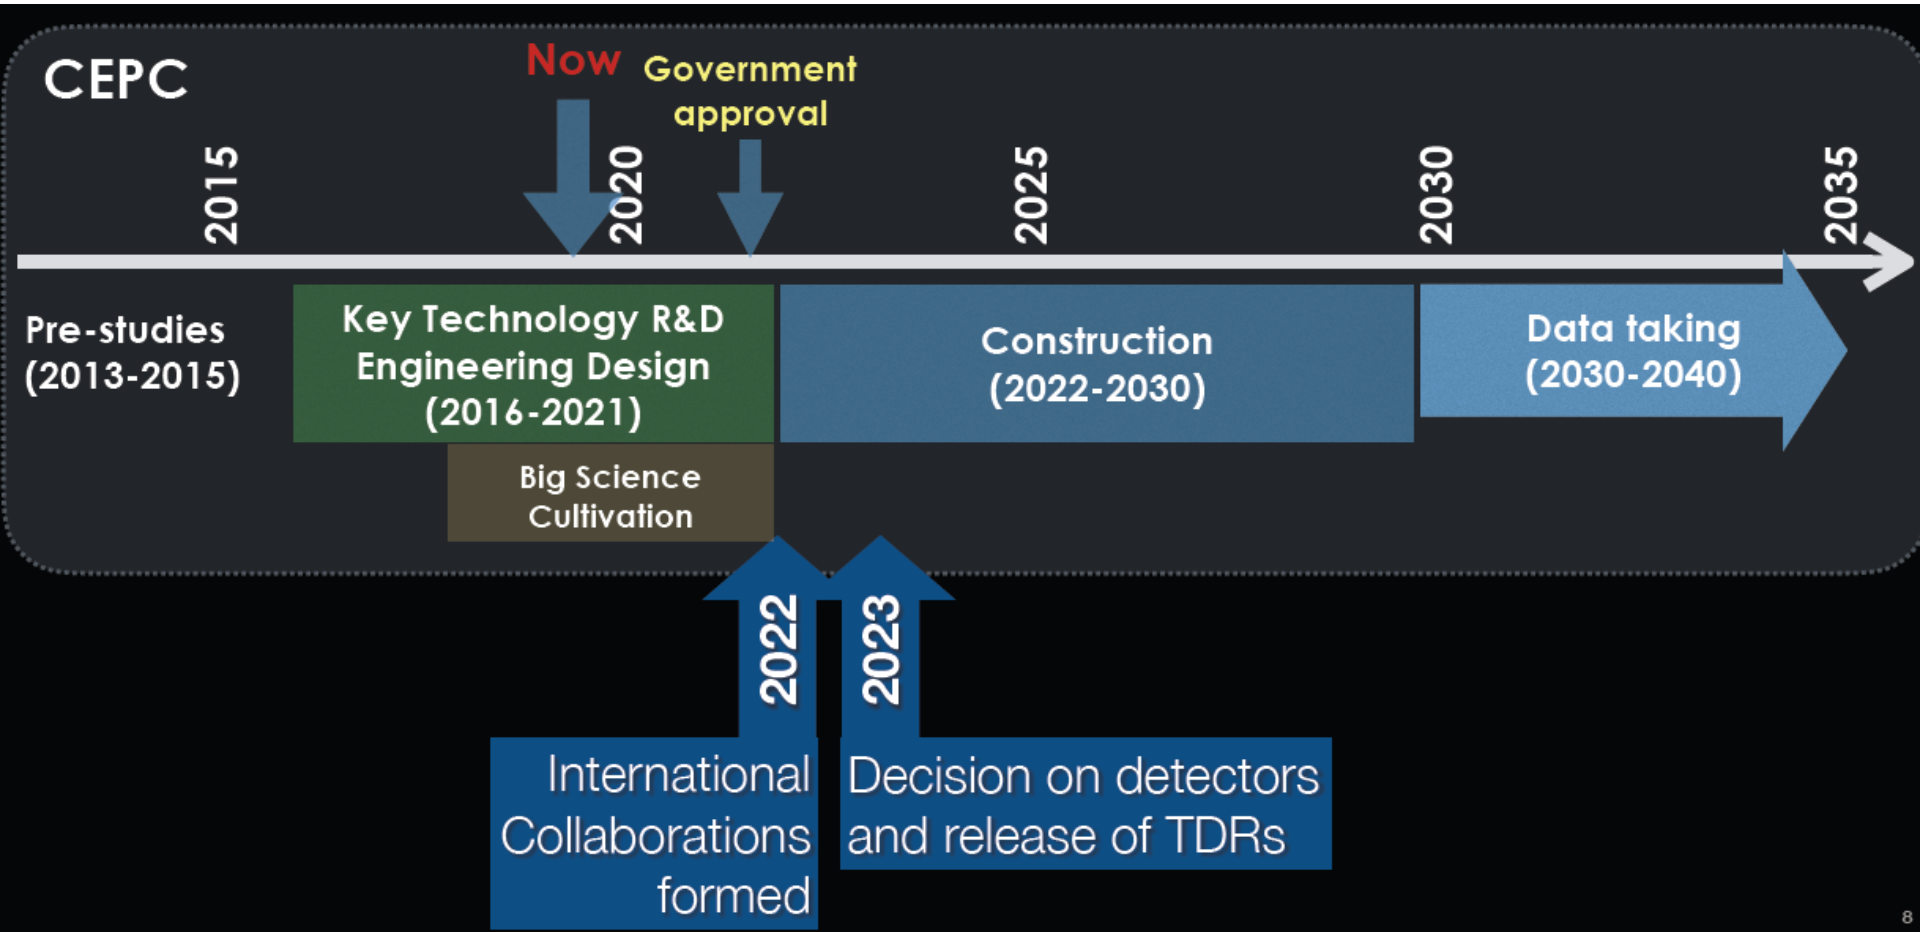 CEPC
Now
Government
approval
2015
2020
2025
2030
2035
Pre-studies
(2013-2015)
Key Technology R&D
Engineering Design
(2016-2021)
Construction
(2022-2030)
Data taking
(2030-2040)
Big Science
Cultivation
2022
2023
International
Collaborations
formed
Decision on detectors
and release of TDRs
8